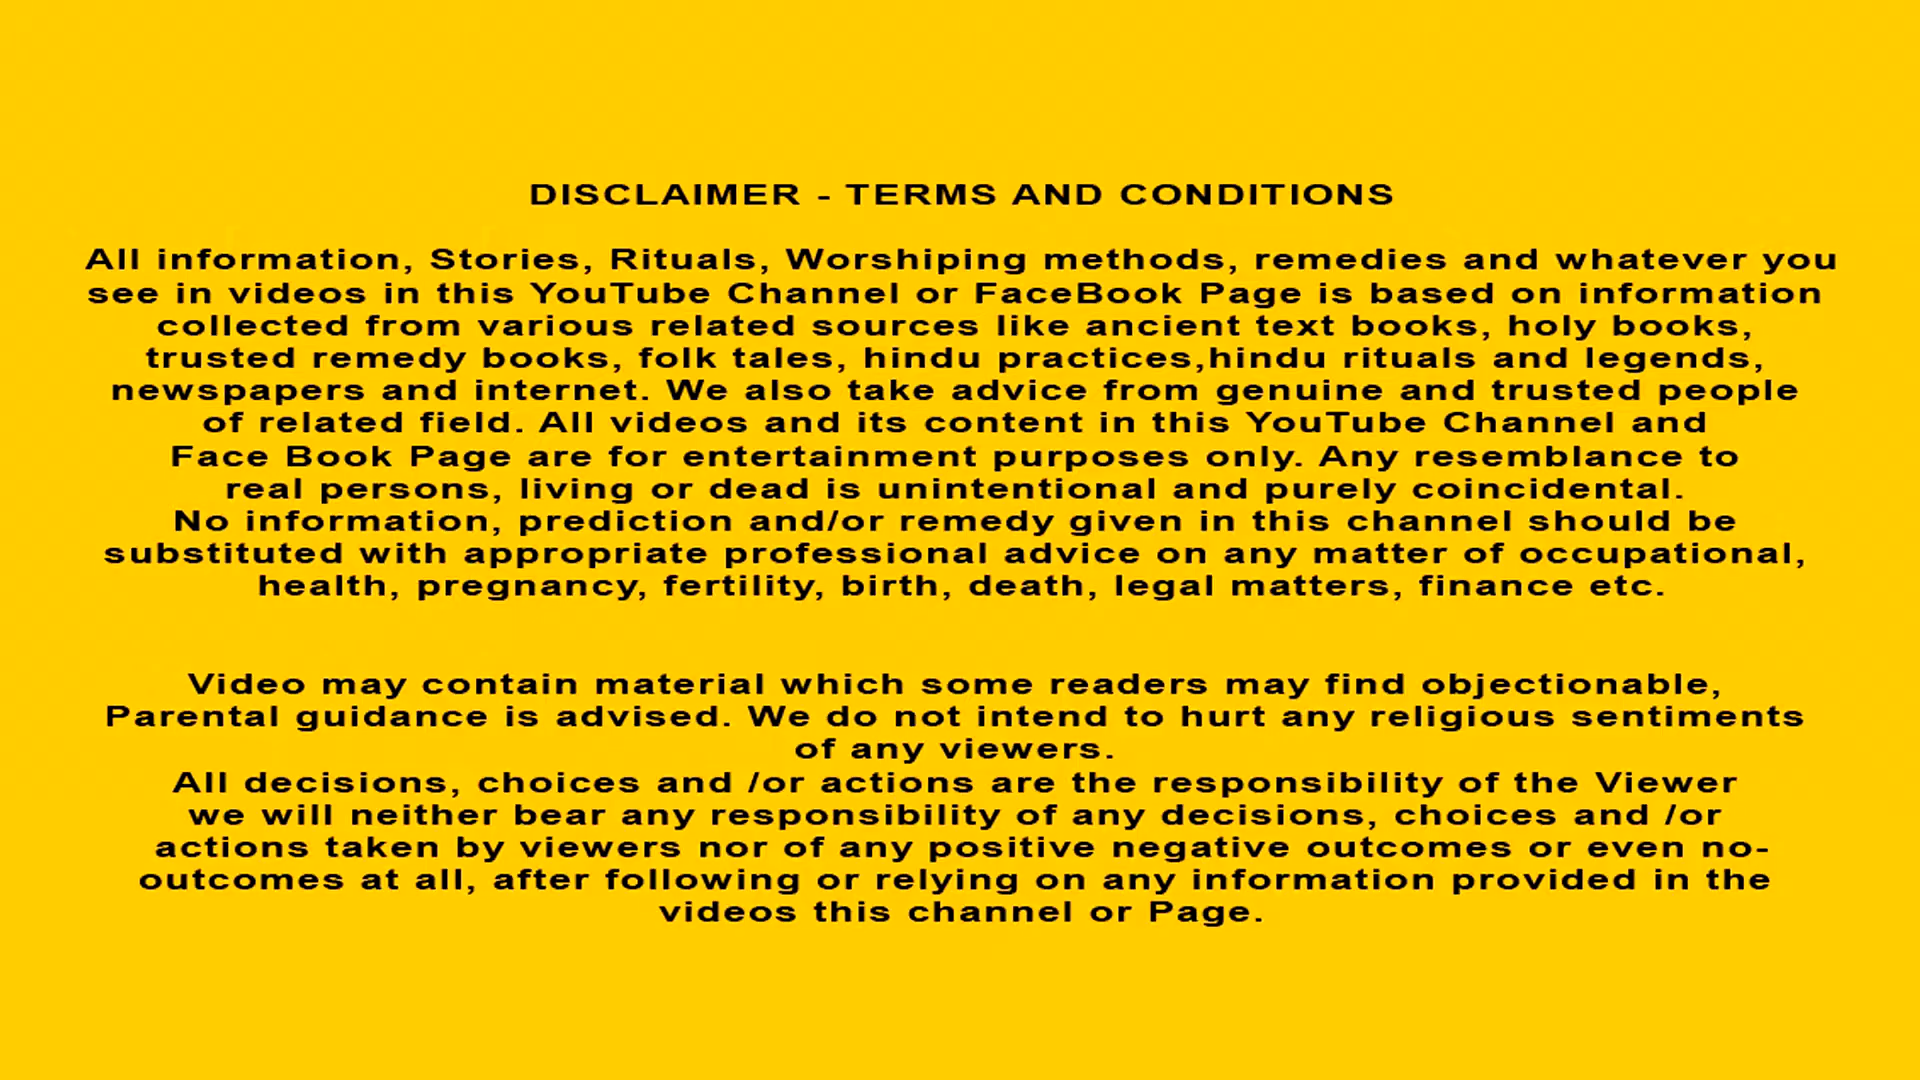 DISCLAIMER - TERMS AND CONDITIONS
All information, Stories, Rituals, Worshiping methods, remedies and whatever you
see in videos in this YouTube Channel or FaceBook Page is based on information
collected from various related sources like ancient text books, holy books,
trusted remedy books, folk tales, hindu practices,hindu rituals and legends,
newspapers and internet. We also take advice from genuine and trusted people
of related field. All videos and its content in this YouTube Channel and
Face Book Page are for entertainment purposes only. Any resemblance to
real persons, living or dead is unintentional and purely coincidental.
No information, prediction and/or remedy given in this channel should be
substituted with appropriate professional advice on any matter of occupational,
health, pregnancy, fertility, birth, death, legal matters, finance etc.
Video may contain material which some readers may find objectionable,
Parental guidance is advised. We do not intend to hurt any religious sentiments
of any viewers.
All decisions, choices and /or actions are the responsibility of the Viewer
we will neither bear any responsibility of any decisions, choices and /or
actions taken by viewers nor of any positive negative outcomes or even no-
outcomes at all, after following or relying on any information provided in the
videos this channel or Page.